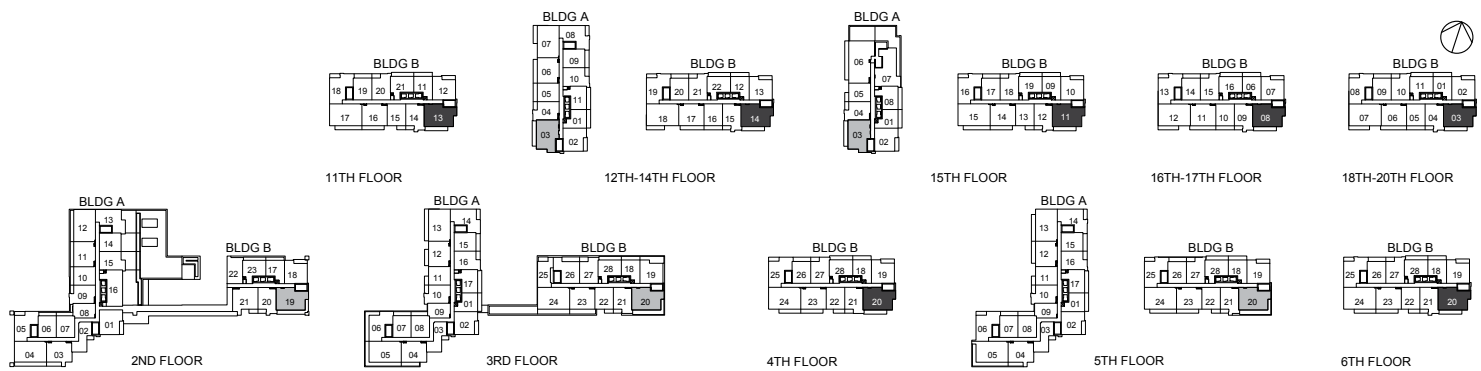 BLDG A
BLDG A
BLDG B
BLDG B
BLDG B
BLDG B
BLDG B
18 19 20 21 11 12
17 16 15 14 13
07 08
06 09
10
05
04 11
03 01
02
19 20 21 22 12 13
18 17 16 15 14
06
07
05
04 08
03 01
02
16 17 18 19 09 10
15 14 13 12 11
13 14 15 16 06 07
12 11 10 09 08
08 09 10 11 01 02
07 06 05 04 03
11TH FLOOR
12TH-14TH FLOOR
15TH FLOOR
16TH-17TH FLOOR
18TH-20TH FLOOR
BLDG A
BLDG A
BLDG A
BLDG B
BLDG B
BLDG B
BLDG B
BLDG B
12 13
14
11
15
10
16
09
08
05 06 07 02 01
04 03
22 23 17 18
21 20 19
13 14
15
12
16
11
17
10
01
09
06 07 08 03 02
05 04
25 26 27 28 18 19
24 23 22 21 20
25 26 27 28 18 19
24 23 22 21 20
13 14
15
12
16
11
17
10
01
09
06 07 08 03 02
05 04
25 26 27 28 18 19
24 23 22 21 20
25 26 27 28 18 19
24 23 22 21 20
2ND FLOOR
3RD FLOOR
4TH FLOOR
5TH FLOOR
6TH FLOOR